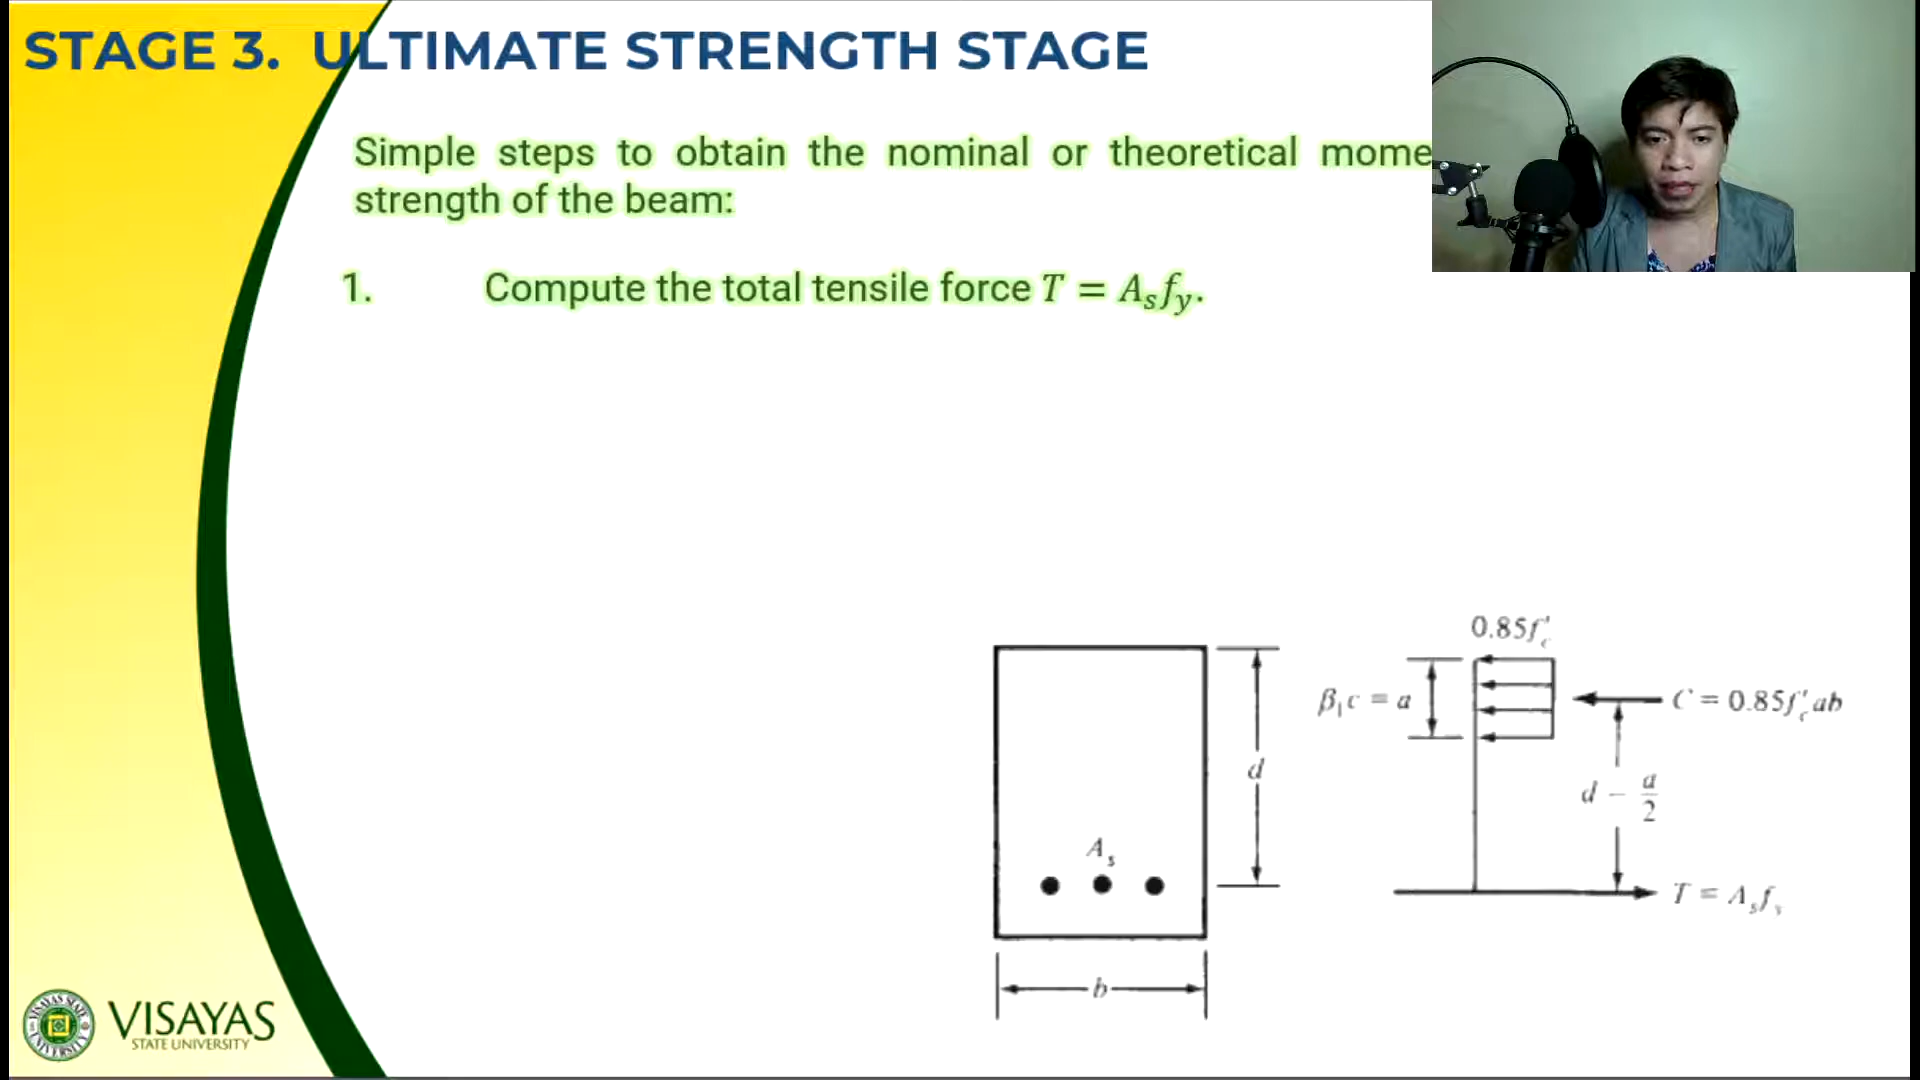 STAGE 3. ULTIMATE STRENGTH STAGE
Simple steps to obtain the nominal or theoretical mome
strength of the beam:
1. Compute the total tensile force T = A_s f_y.
0.85f'_c
β_1c = a
C = 0.85f'_c ab
d
d - a/2
A_s
T = A_s f_y
b
VISAYAS
STATE UNIVERSITY